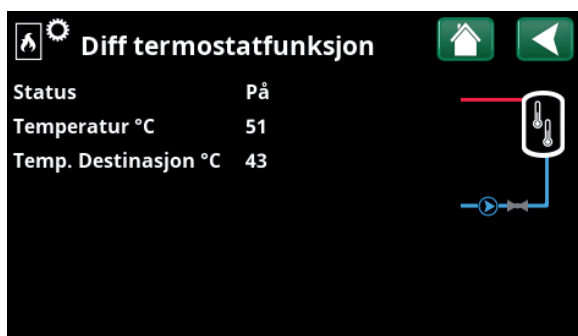 Diff termostatfunksjon
Status På
Temperatur °C 51
Temp. Destinasjon °C 43